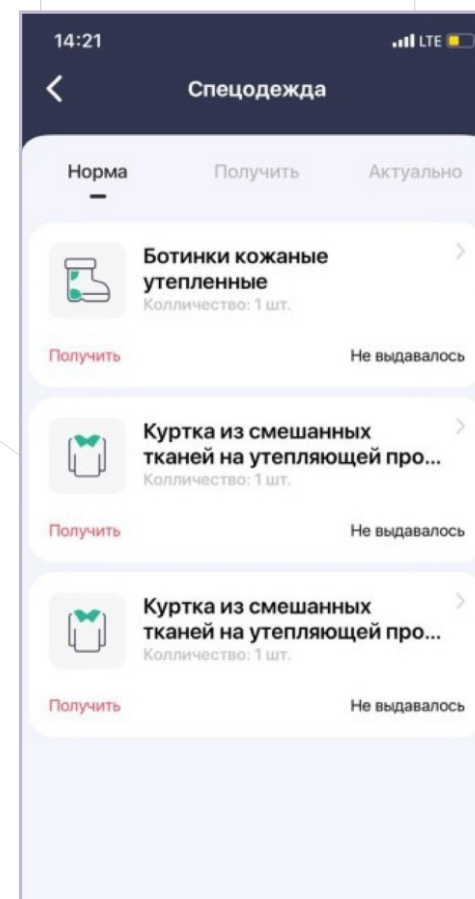 14:21 LTE
Спецодежда
Норма Получить Актуально
Ботинки кожаные
утепленные
Колличество: 1 шт.
Получить Не выдавалось
Куртка из смешанных
тканей на утепляющей про...
Колличество: 1 шт.
Получить Не выдавалось
Куртка из смешанных
тканей на утепляющей про...
Колличество: 1 шт.
Получить Не выдавалось